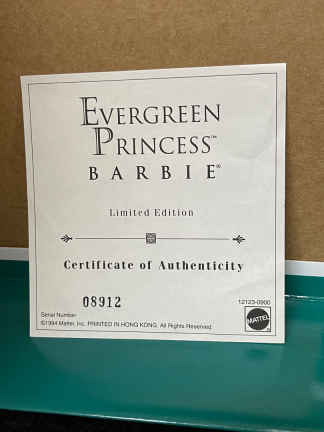 EVERGREEN
PRINCESS™
BARBIE®
Limited Edition
Certificate of Authenticity
08912
12123-0900
Serial Number
©1994 Mattel, Inc. PRINTED IN HONG KONG. All Rights Reserved
MATTEL